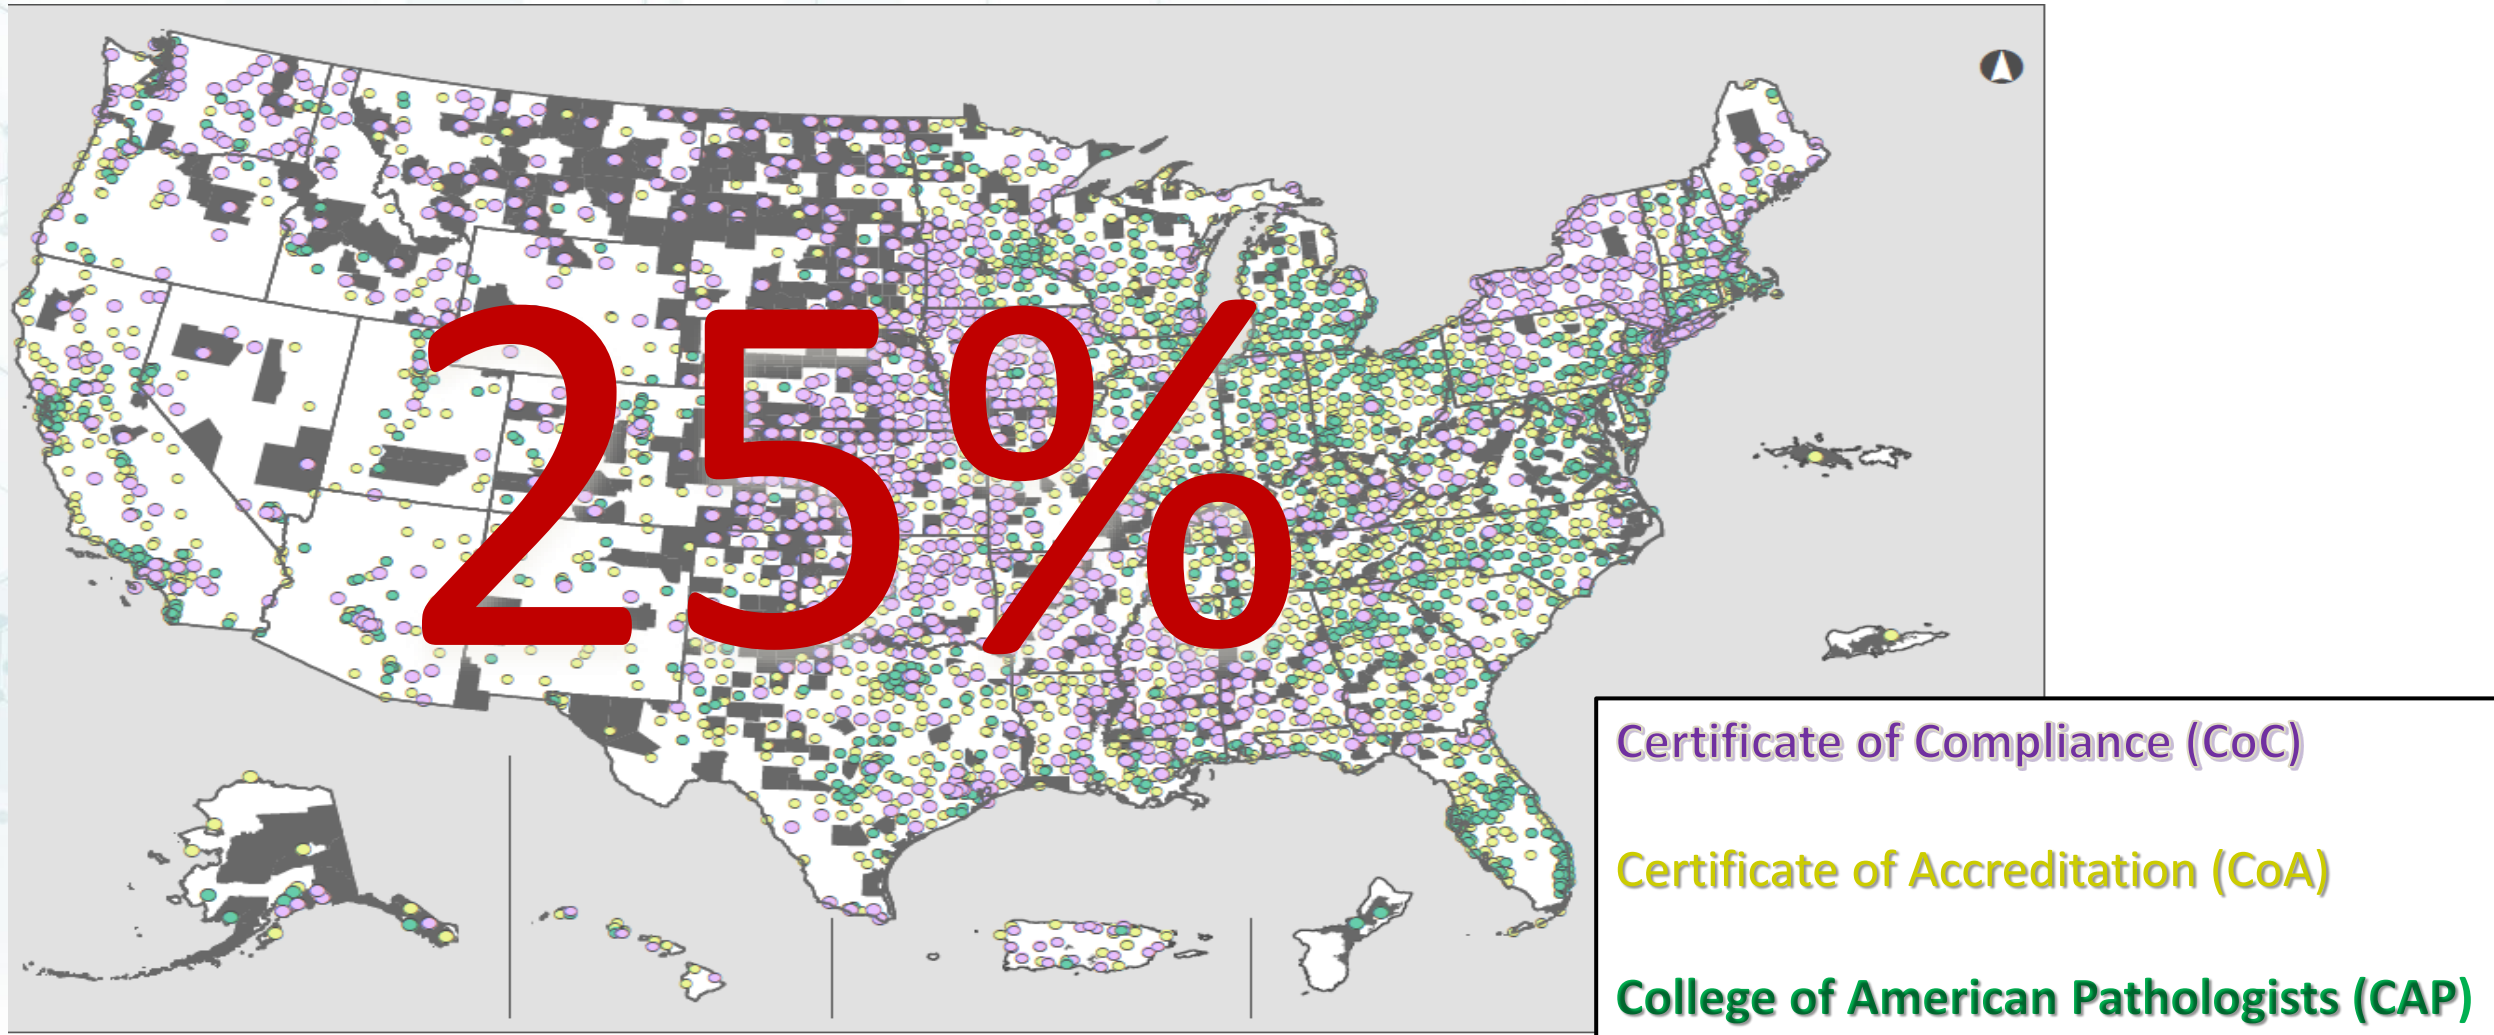 25%
Certificate of Compliance (CoC)
Certificate of Accreditation (CoA)
College of American Pathologists (CAP)